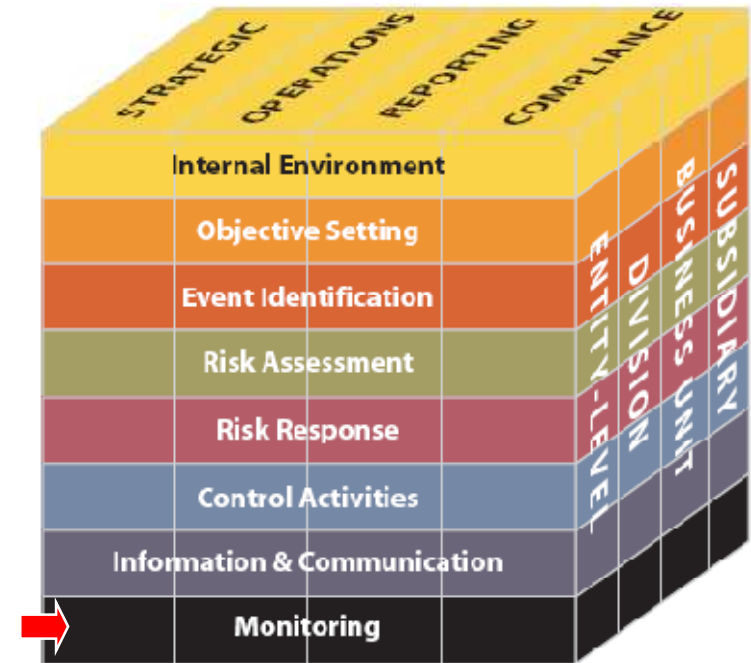 STRATEGIC
OPERATIONS
REPORTING
COMPLIANCE
Internal Environment
Objective Setting
Event Identification
Risk Assessment
Risk Response
Control Activities
Information & Communication
Monitoring
ENTITY-LEVEL
DIVISION
BUSINESS UNIT
SUBSIDIARY